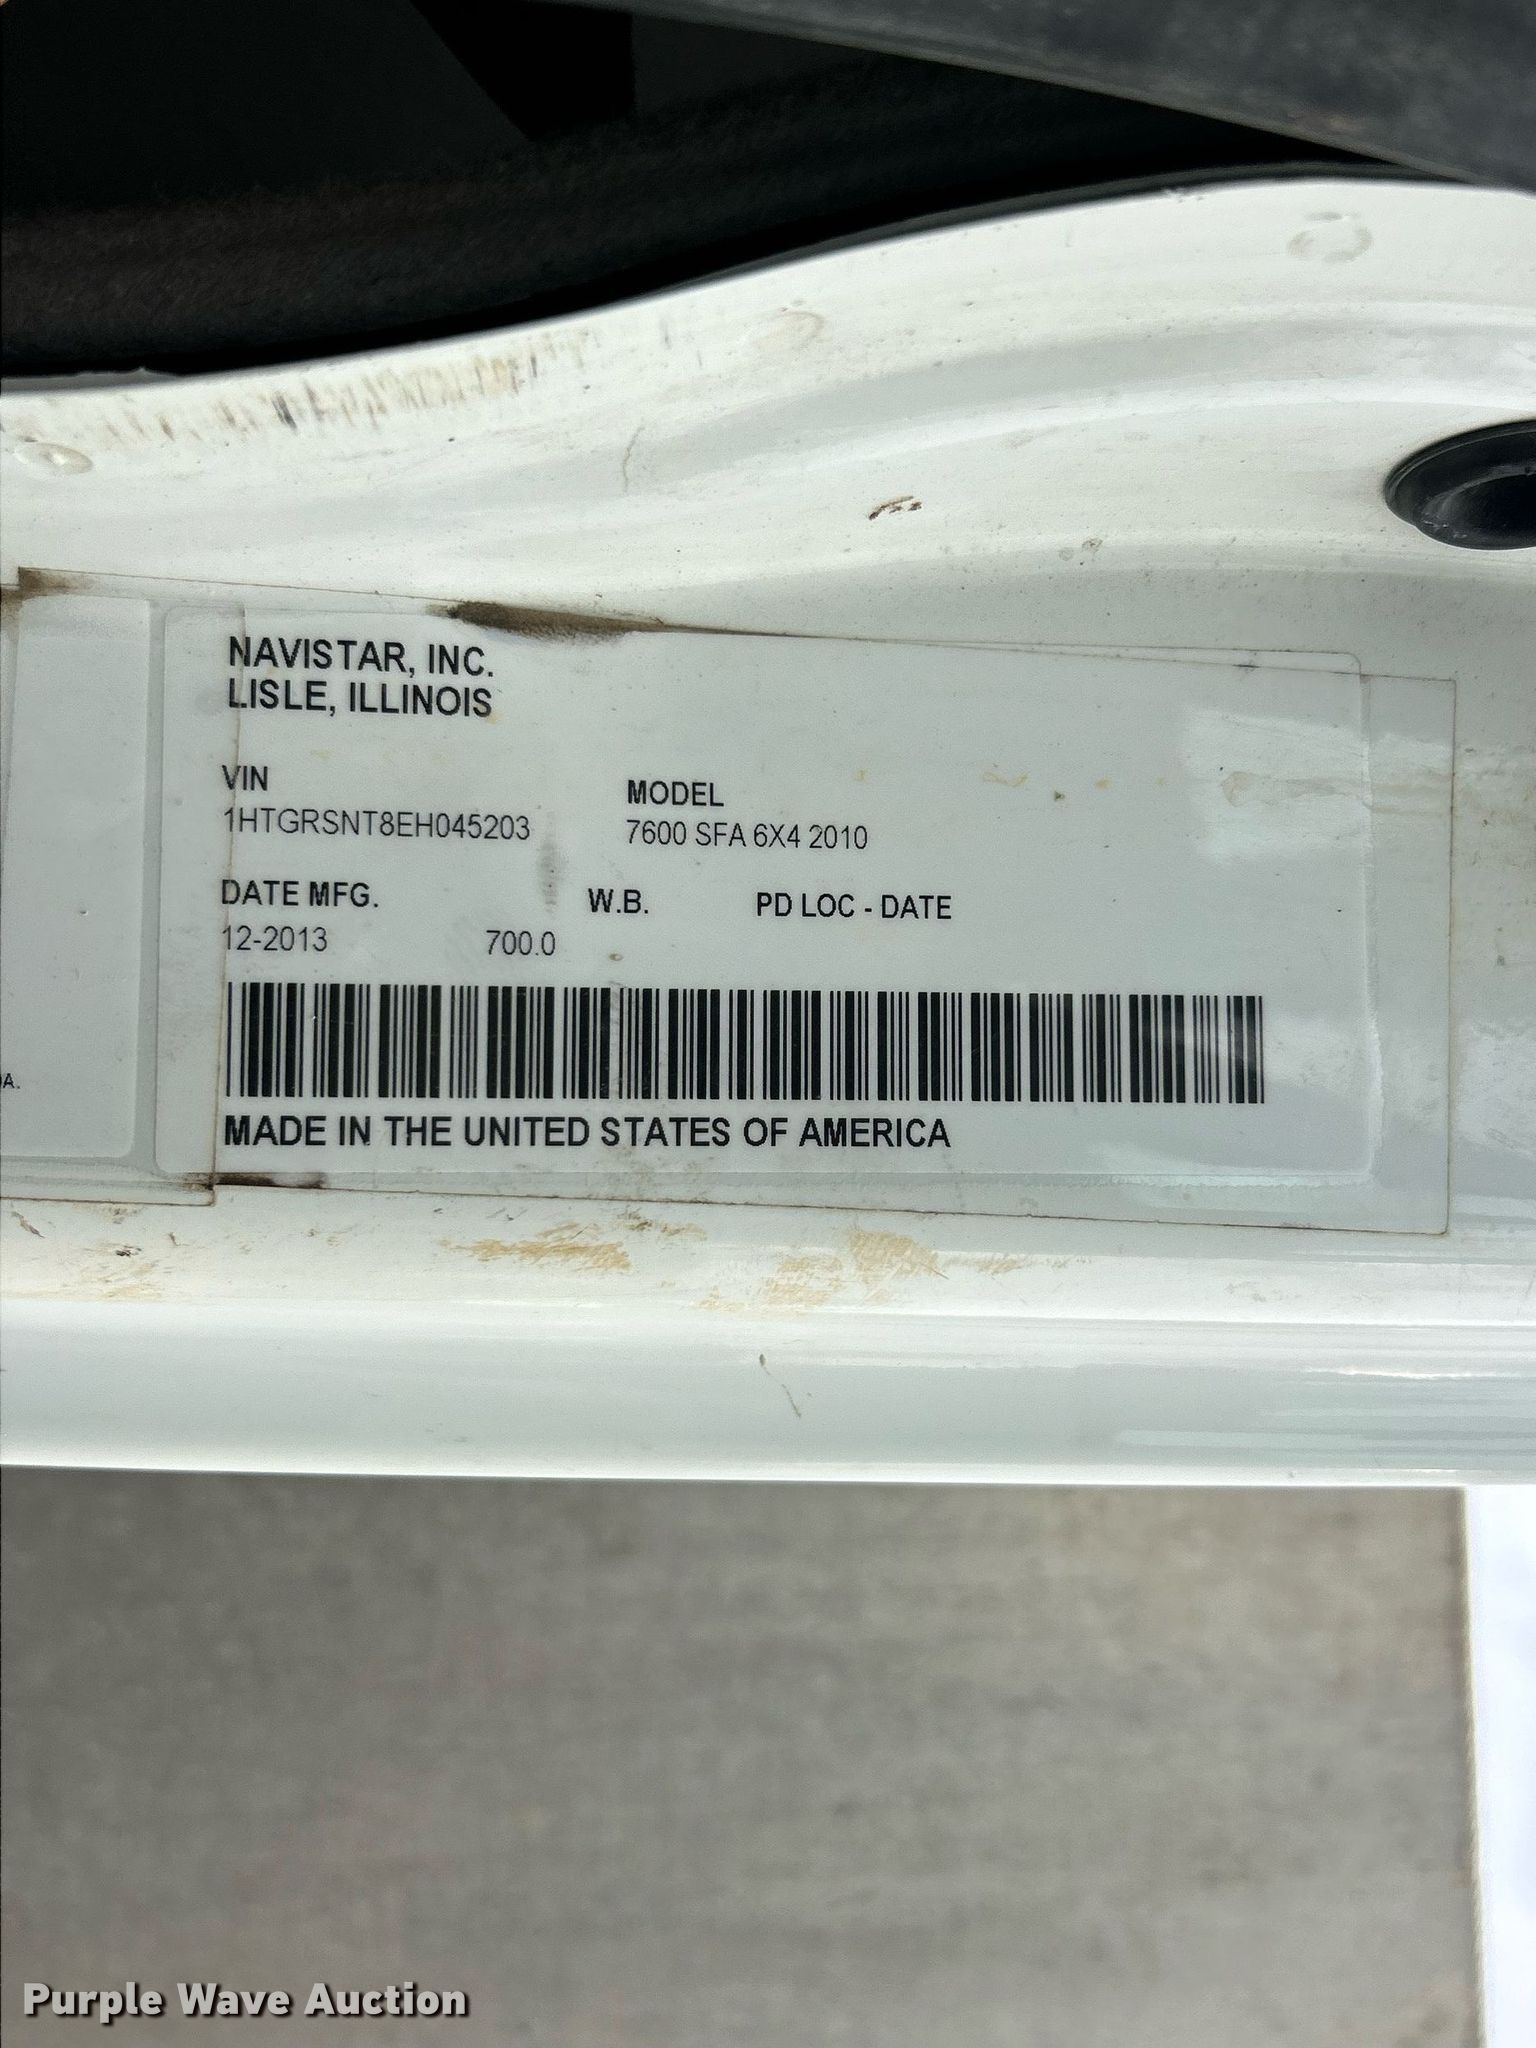 NAVISTAR, INC.
LISLE, ILLINOIS
VIN MODEL
1HTGRSNT8EH045203 7600 SFA 6X4 2010
DATE MFG. W.B. PD LOC - DATE
12-2013 700.0
A.
MADE IN THE UNITED STATES OF AMERICA
Purple Wave Auction